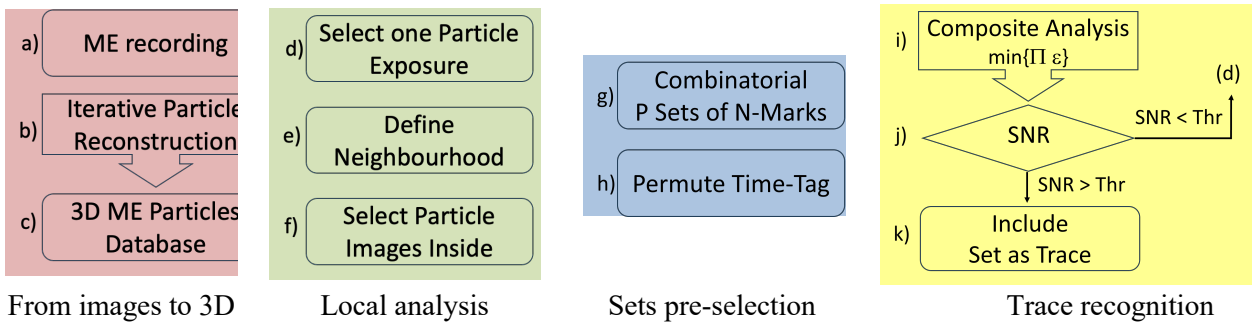 a) ME recording
b) Iterative Particle
Reconstruction
c) 3D ME Particles
Database
From images to 3D
d) Select one Particle
Exposure
e) Define
Neighbourhood
f) Select Particle
Images Inside
Local analysis
g) Combinatorial
P Sets of N-Marks
h) Permute Time-Tag
Sets pre-selection
i) Composite Analysis
min{Π ε}
(d)
SNR < Thr
j) SNR
SNR > Thr
k) Include
Set as Trace
Trace recognition